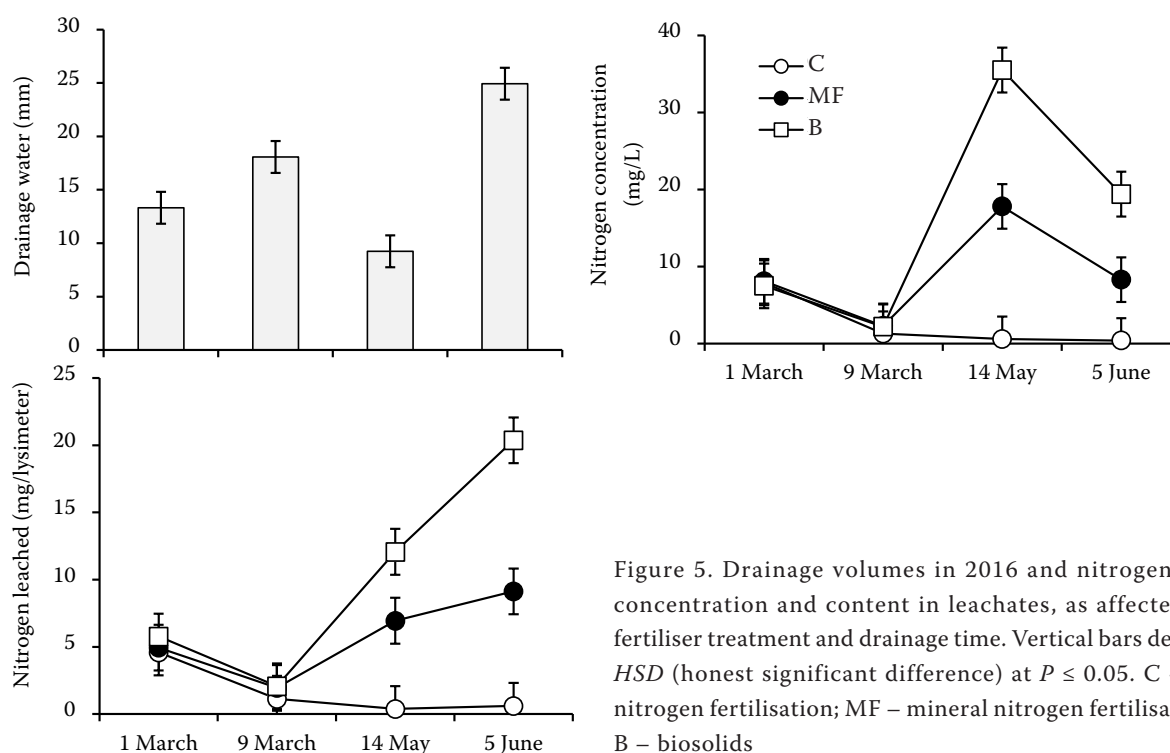 30
25
20
15
10
5
0
Drainage water (mm)
40
30
20
10
0
Nitrogen concentration
(mg/L)
C
MF
B
1 March 9 March 14 May 5 June
25
20
15
10
5
0
Nitrogen leached (mg/lysimeter)
1 March 9 March 14 May 5 June
Figure 5. Drainage volumes in 2016 and nitrogen
concentration and content in leachates, as affecte
fertiliser treatment and drainage time. Vertical bars de
HSD (honest significant difference) at P ≤ 0.05. C
nitrogen fertilisation; MF – mineral nitrogen fertilisa
B – biosolids